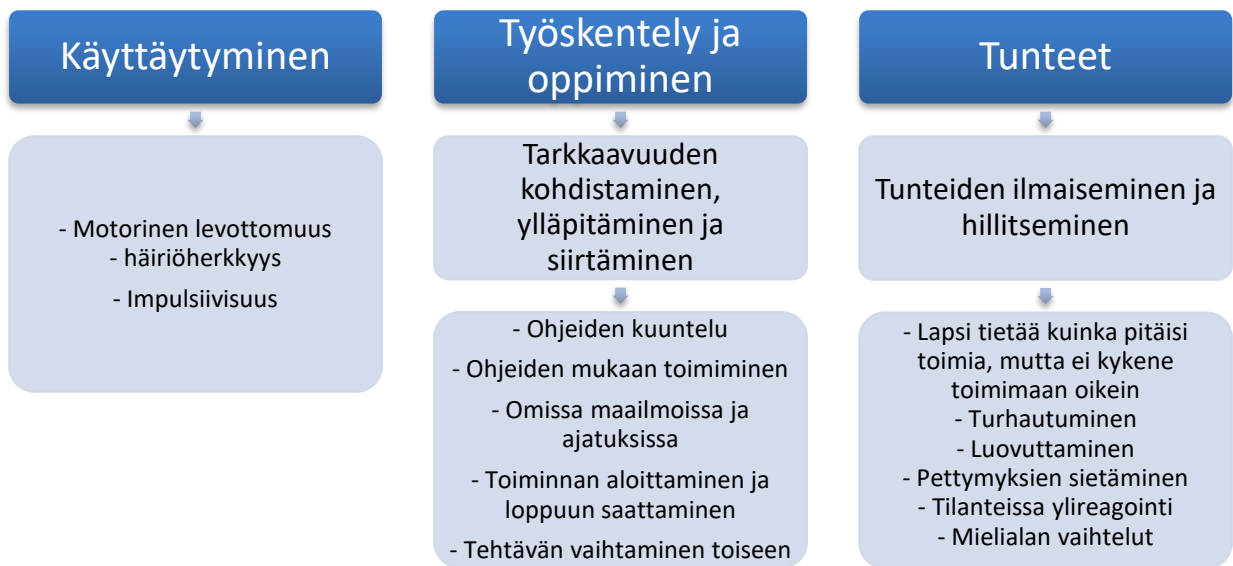 Käyttäytyminen
- Motorinen levottomuus
- häiriöherkkyys
- Impulsiivisuus
Työskentely ja
oppiminen
Tarkkaavuuden
kohdistaminen,
ylläpitäminen ja
siirtäminen
- Ohjeiden kuuntelu
- Ohjeiden mukaan toimiminen
- Omissa maailmoissa ja
ajatuksissa
- Toiminnan aloittaminen ja
loppuun saattaminen
- Tehtävän vaihtaminen toiseen
Tunteet
Tunteiden ilmaiseminen ja
hillitseminen
- Lapsi tietää kuinka pitäisi
toimia, mutta ei kykene
toimimaan oikein
- Turhautuminen
- Luovuttaminen
- Pettymyksien sietäminen
- Tilanteissa ylireagointi
- Mielialan vaihtelut